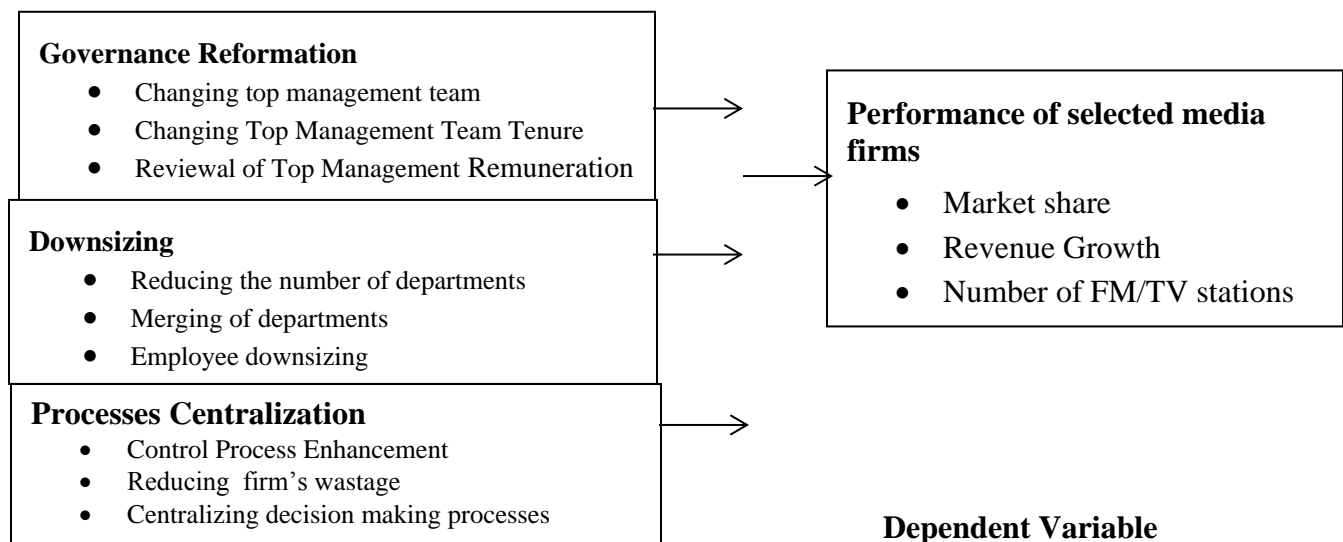 Governance Reformation
• Changing top management team
• Changing Top Management Team Tenure
• Reviewal of Top Management Remuneration
Downsizing
• Reducing the number of departments
• Merging of departments
• Employee downsizing
Processes Centralization
• Control Process Enhancement
• Reducing firm's wastage
• Centralizing decision making processes
Performance of selected media
firms
• Market share
• Revenue Growth
• Number of FM/TV stations
Dependent Variable